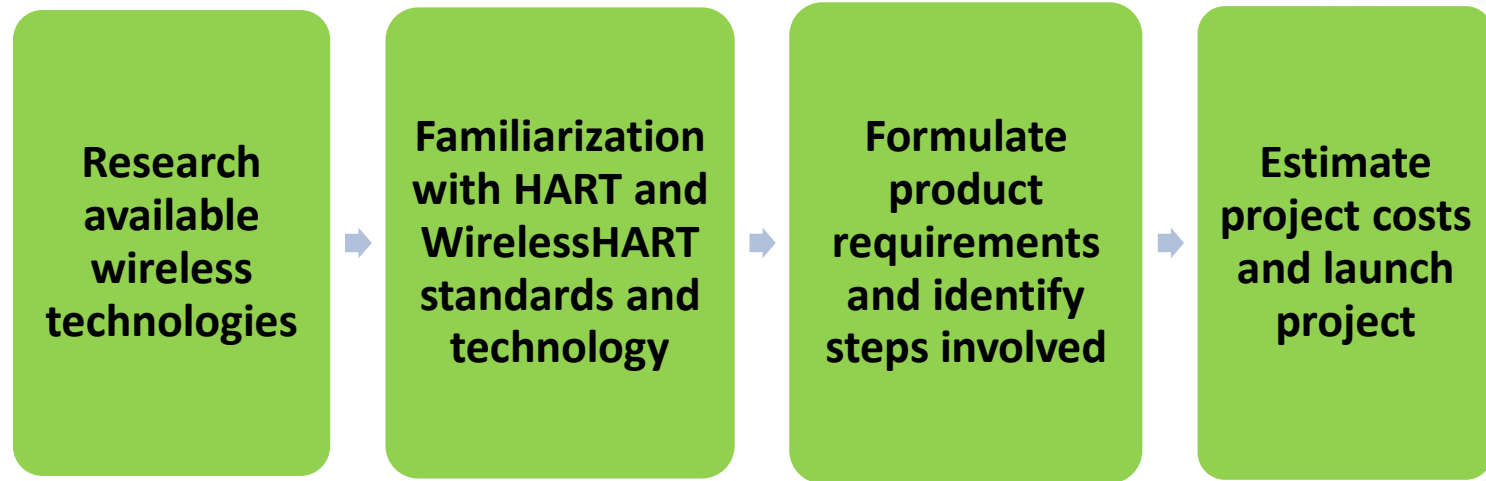 Research
available
wireless
technologies
Familiarization
with HART and
WirelessHART
standards and
technology
Formulate
product
requirements
and identify
steps involved
Estimate
project costs
and launch
project